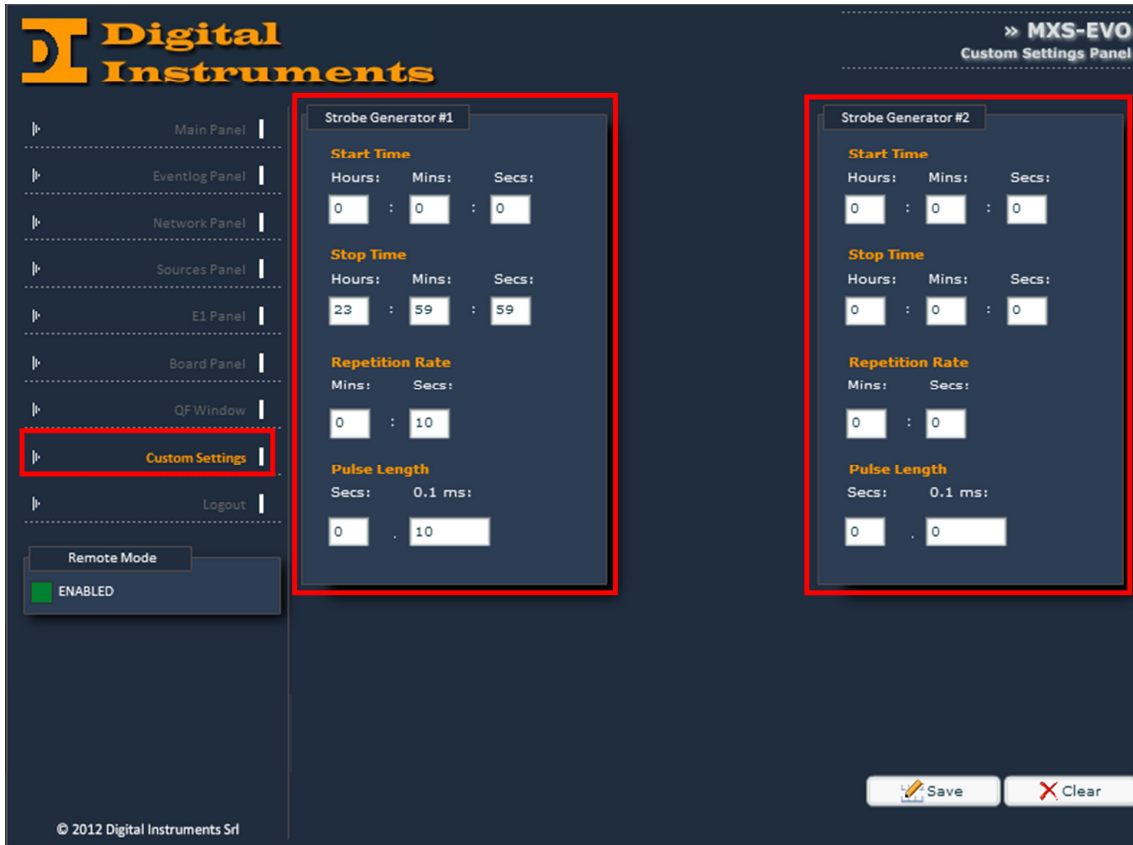 Digital
Instruments
» MXS-EVO
Custom Settings Panel
Main Panel
Eventlog Panel
Network Panel
Sources Panel
E1 Panel
Board Panel
QF Window
Custom Settings
Logout
Remote Mode
ENABLED
© 2012 Digital Instruments Srl
Strobe Generator #1
Start Time
Hours: Mins: Secs:
0 : 0 : 0
Stop Time
Hours: Mins: Secs:
23 : 59 : 59
Repetition Rate
Mins: Secs:
0 : 10
Pulse Length
Secs: 0.1 ms:
0 . 10
Strobe Generator #2
Start Time
Hours: Mins: Secs:
0 : 0 : 0
Stop Time
Hours: Mins: Secs:
0 : 0 : 0
Repetition Rate
Mins: Secs:
0 : 0
Pulse Length
Secs: 0.1 ms:
0 . 0
Save
Clear